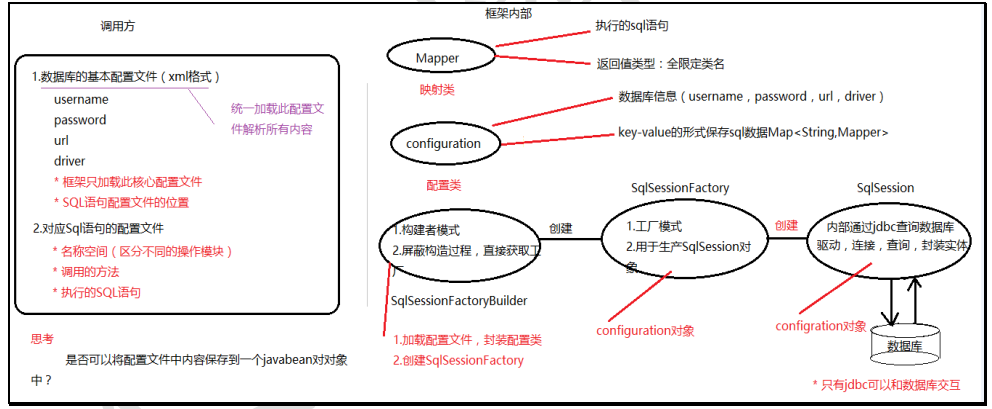 调用方
1.数据库的基本配置文件（xml格式）
username
password
url
driver
统一加载此配置文
件解析所有内容
* 框架只加载此核心配置文件
* SQL语句配置文件的位置
2.对应Sql语句的配置文件
* 名称空间（区分不同的操作模块）
* 调用的方法
* 执行的SQL语句
思考
是否可以将配置文件中内容保存到一个javabean对对象
中？
框架内部
Mapper
执行的sql语句
返回值类型：全限定类名
映射类
configuration
数据库信息（username，password，url，driver）
key-value的形式保存sql数据Map<String,Mapper>
配置类
1.构建者模式
2.屏蔽构造过程，直接获取工
厂
SqlSessionFactoryBuilder
1.加载配置文件，封装配置类
2.创建SqlSessionFactory
创建
SqlSessionFactory
1.工厂模式
2.用于生产SqlSession对
象
configuration对象
创建
SqlSession
内部通过jdbc查询数据库
驱动，连接，查询，封装实体
configration对象
数据库
* 只有jdbc可以和数据库交互